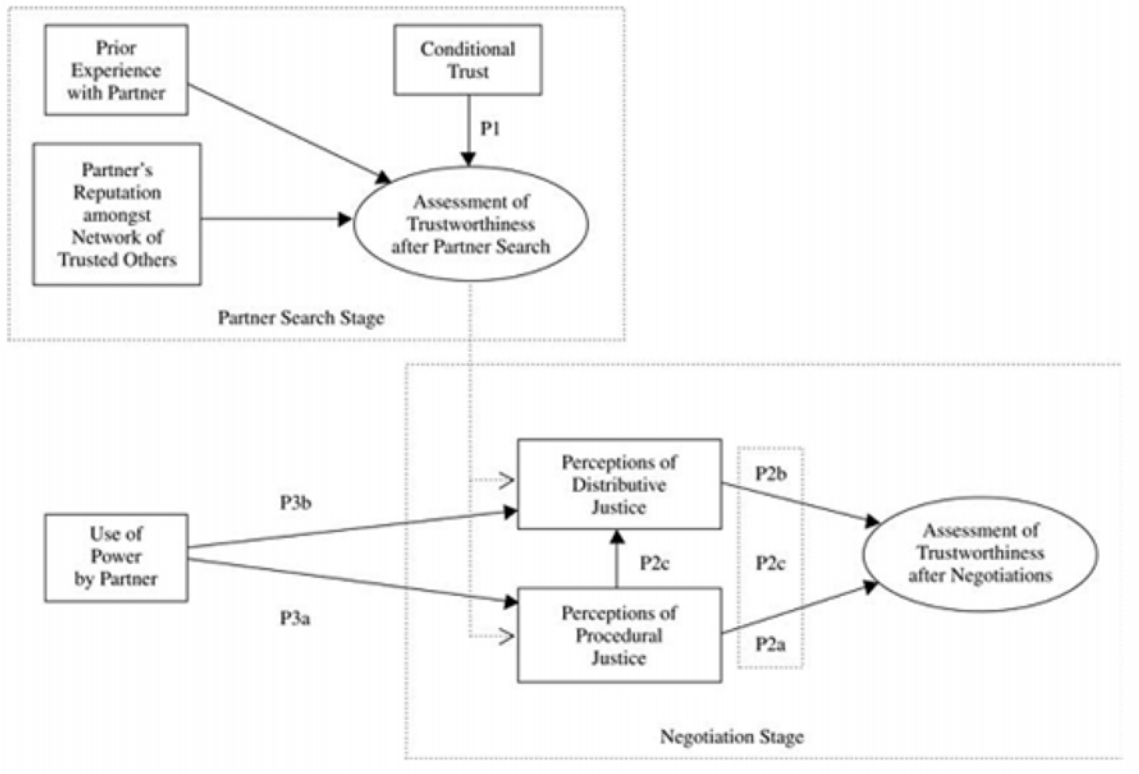 Prior
Experience
with Partner
Conditional
Trust
P1
Partner's
Reputation
amongst
Network of
Trusted Others
Assessment of
Trustworthiness
after Partner Search
Partner Search Stage
Perceptions of
Distributive
Justice
P2b
P3b
Use of
Power
by Partner
Assessment of
Trustworthiness
after Negotiations
P2c
P2c
P3a
Perceptions of
Procedural
Justice
P2a
Negotiation Stage